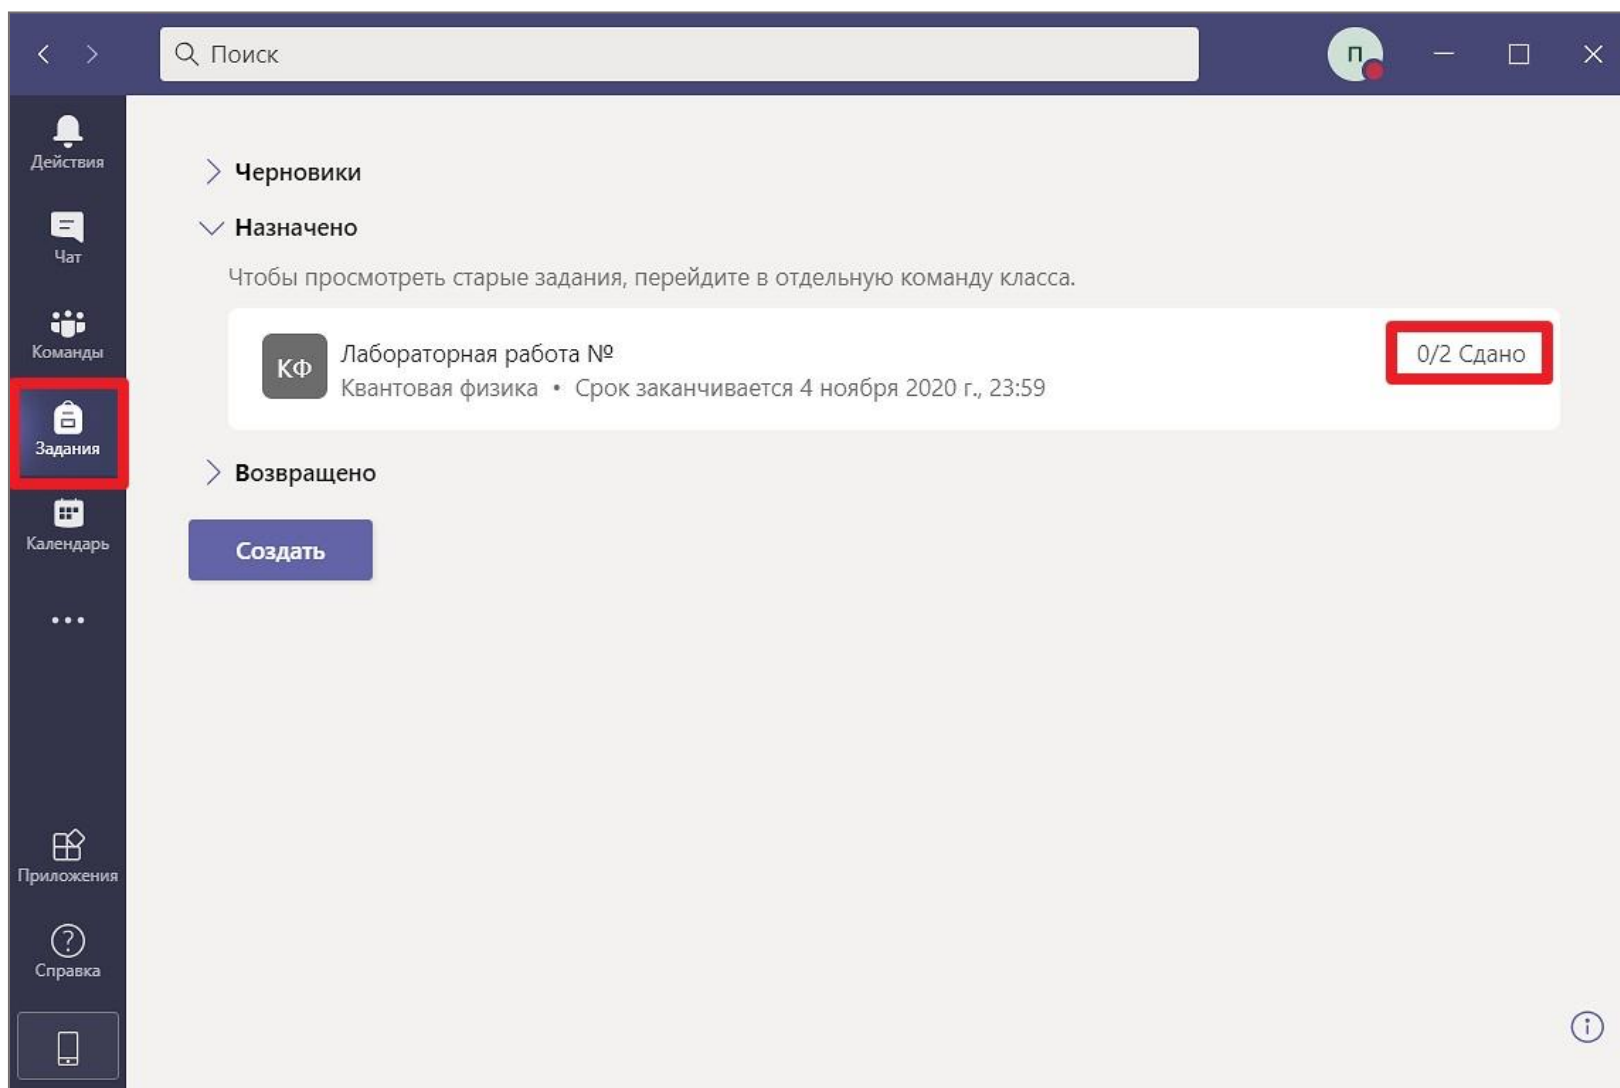 Поиск
П
Действия
Чат
Команды
Задания
Календарь
Приложения
Справка
Черновики
Назначено
Чтобы просмотреть старые задания, перейдите в отдельную команду класса.
КФ
Лабораторная работа №
Квантовая физика • Срок заканчивается 4 ноября 2020 г., 23:59
0/2 Сдано
Возвращено
Создать